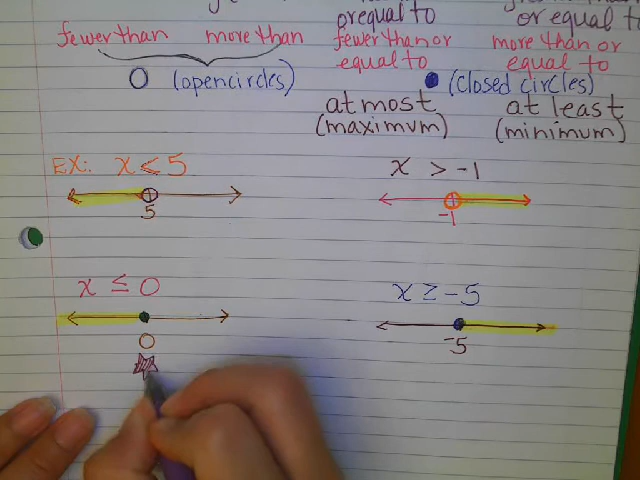 or equal to or equal to
fewer than more than fewer than or more than or
equal to equal to
(open circles) (closed circles)
at most at least
(maximum) (minimum)
EX: x < 5 x > -1
5 -1
x ≤ 0 x ≥ -5
0 -5